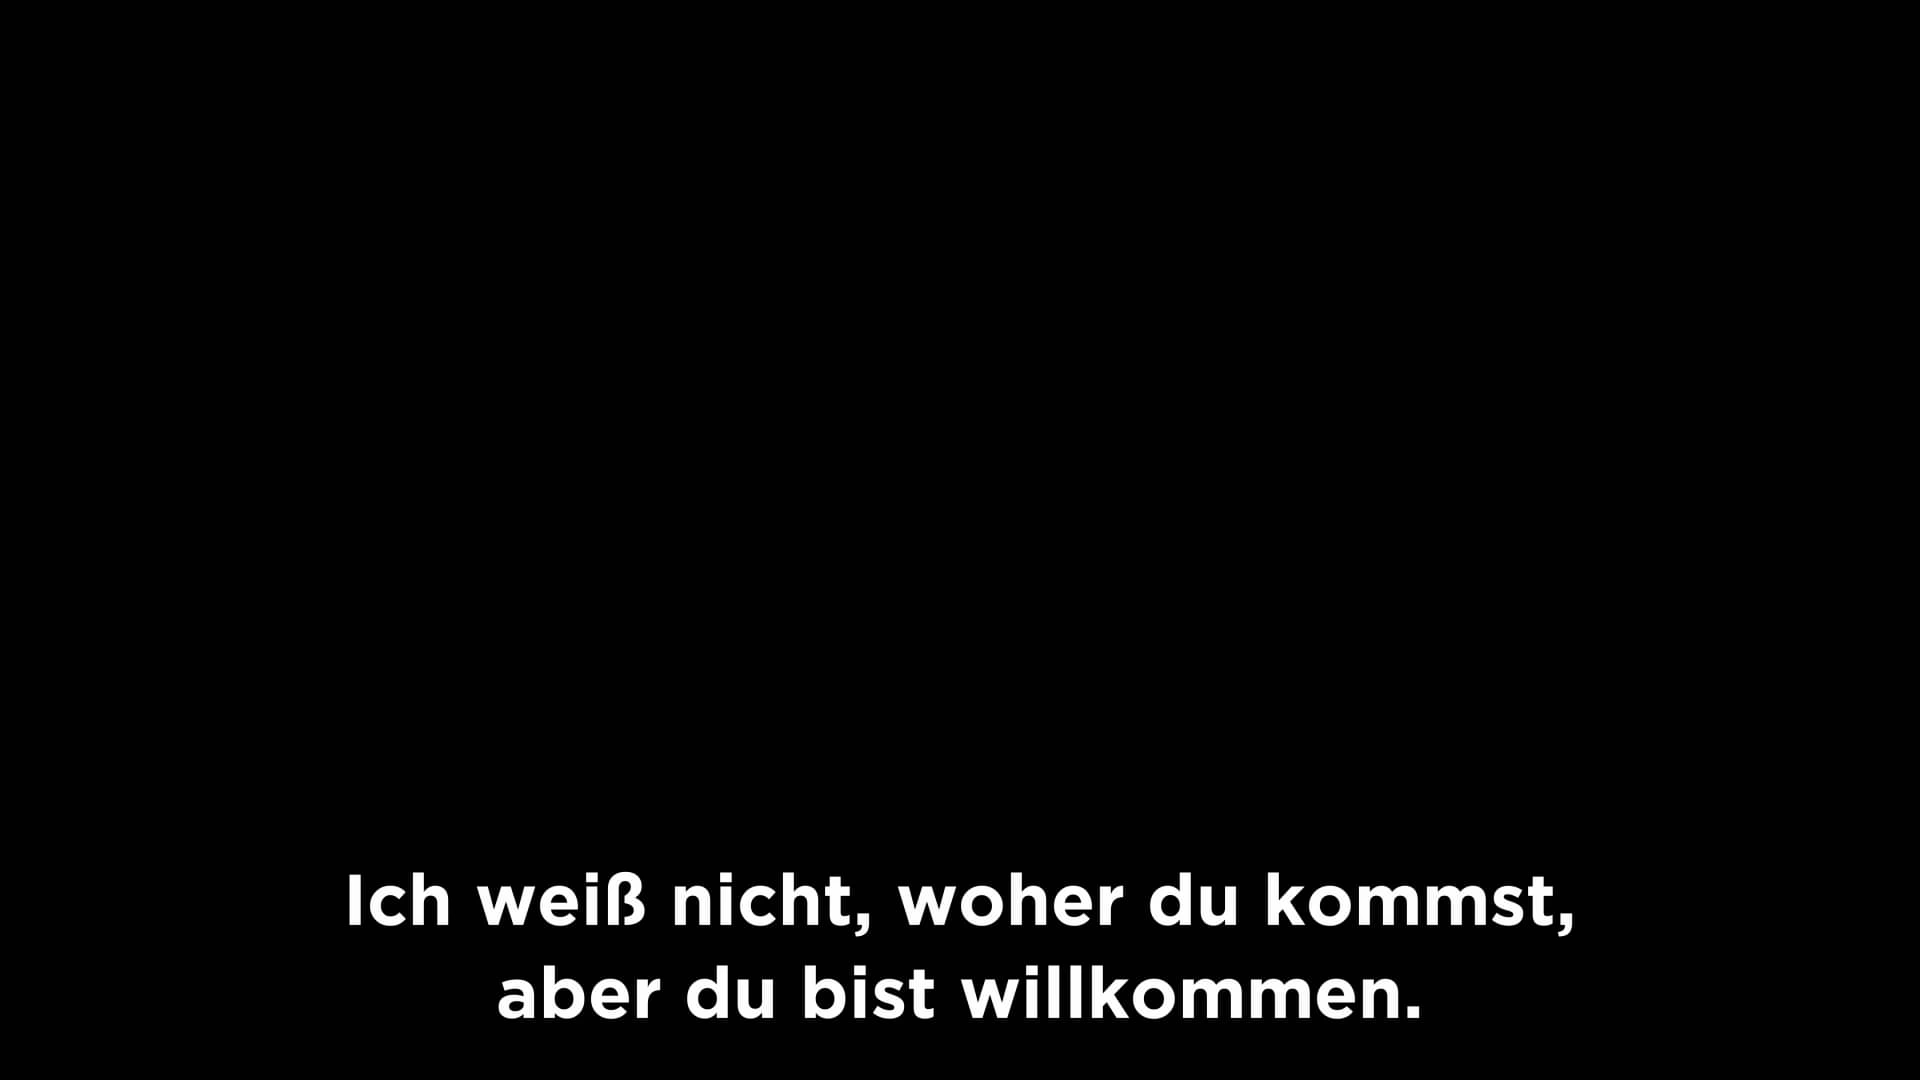 Ich weiß nicht, woher du kommst,
aber du bist willkommen.